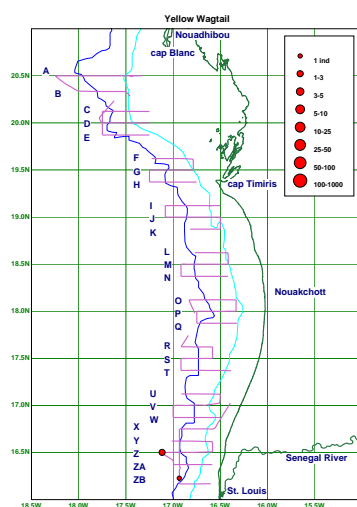 Yellow Wagtail
Nouadhibou
cap Blanc
1 ind
1-3
3-5
5-10
10-25
25-50
50-100
100-1000
20.5N
20.0N
19.5N
19.0N
18.5N
18.0N
17.5N
17.0N
16.5N
A
B
C
D
E
F
G
H
I
J
K
L
M
N
O
P
Q
R
S
T
U
V
W
X
Y
Z
ZA
ZB
cap Timiris
Nouakchott
Senegal River
St. Louis
18.5W 18.0W 17.5W 17.0W 16.5W 16.0W 15.5W